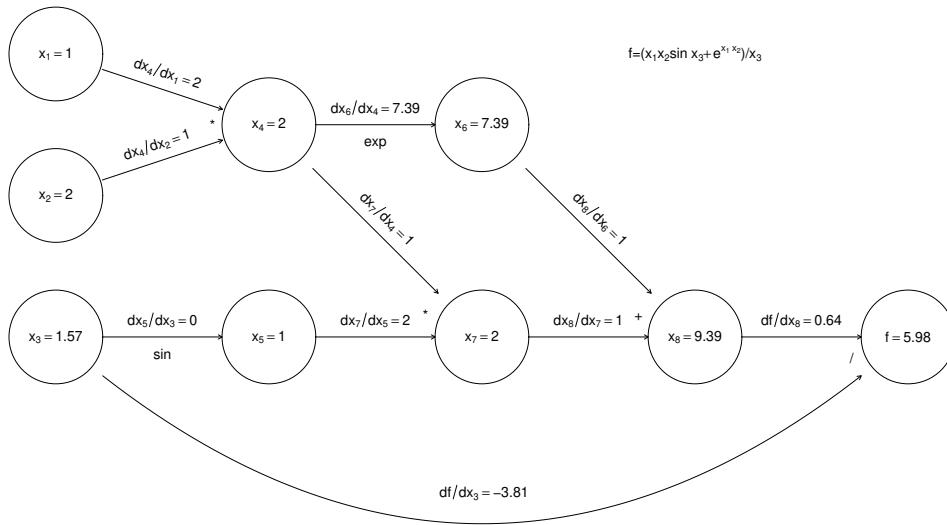 x₁ = 1
f=(x₁x₂sin x₃+e^{x₁ x₂})/x₃
dx₄/dx₁ = 2
dx₆/dx₄ = 7.39
*
x₄ = 2
x₆ = 7.39
exp
dx₄/dx₂ = 1
x₂ = 2
dx₇/dx₄ = 1
dx₈/dx₆ = 1
x₃ = 1.57
dx₅/dx₃ = 0
sin
x₅ = 1
dx₇/dx₅ = 2
*
x₇ = 2
dx₈/dx₇ = 1
+
x₈ = 9.39
df/dx₈ = 0.64
/
f = 5.98
df/dx₃ = −3.81